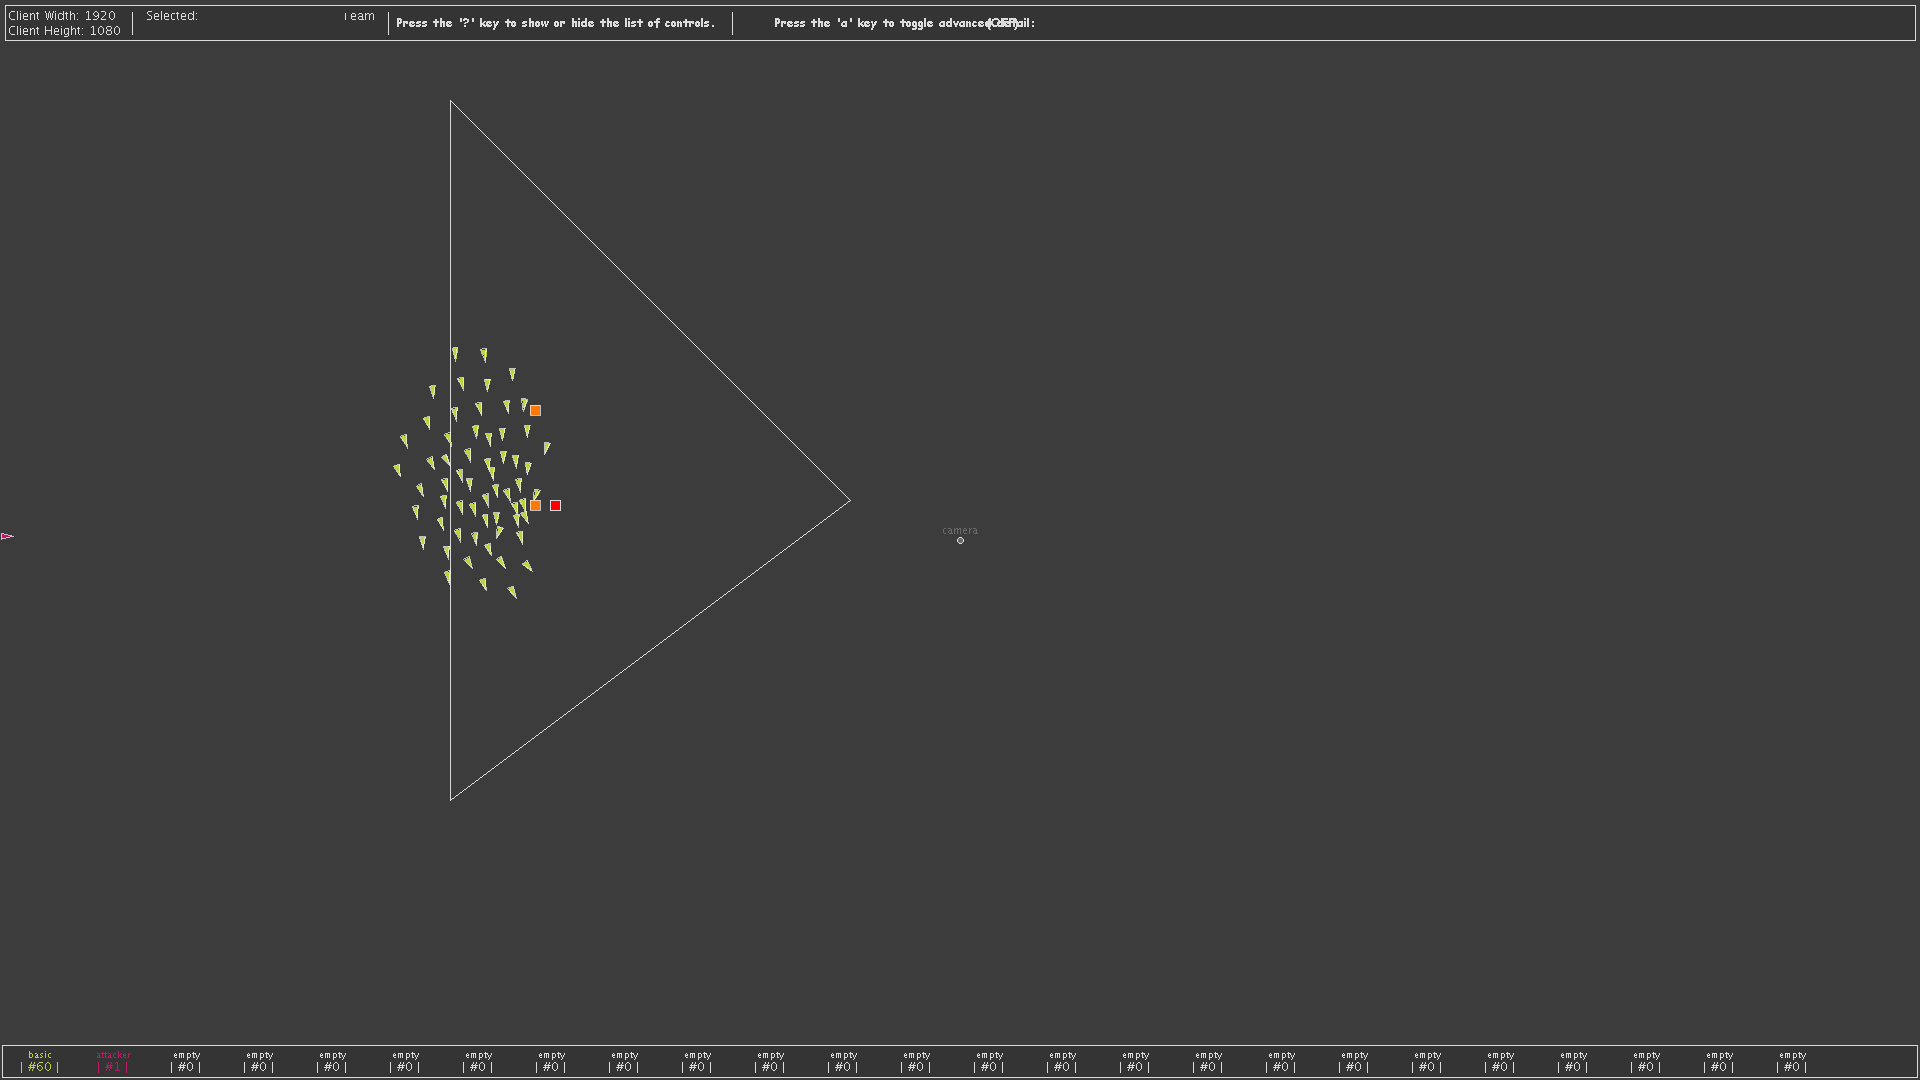 Client Width: 1920
Client Height: 1080
Selected:
eam
Press the '?' key to show or hide the list of controls.
Press the 'a' key to toggle advanced detail:
(OFF)
camera
basic attacker empty empty empty empty empty empty empty empty empty empty empty empty empty empty empty empty empty empty empty empty empty empty empty
| #60 | | #1 | | #0 | | #0 | | #0 | | #0 | | #0 | | #0 | | #0 | | #0 | | #0 | | #0 | | #0 | | #0 | | #0 | | #0 | | #0 | | #0 | | #0 | | #0 | | #0 | | #0 | | #0 | | #0 | | #0 |